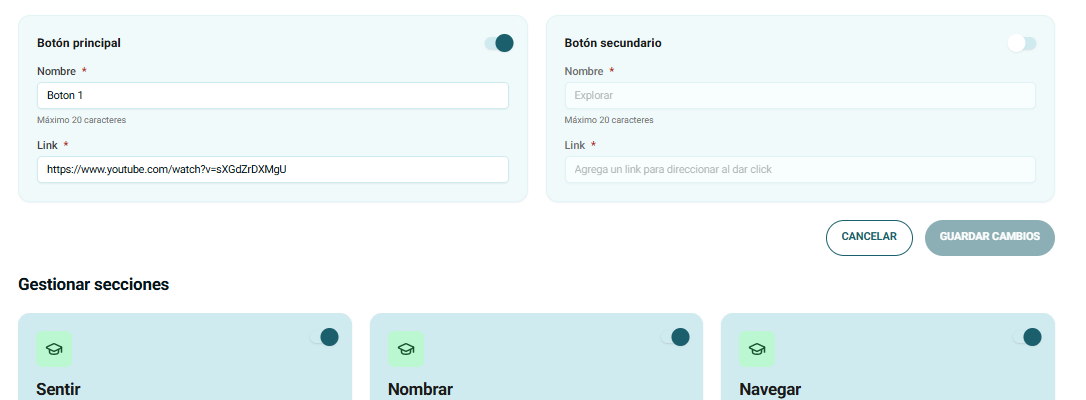 Botón principal
Nombre *
Boton 1
Máximo 20 caracteres
Link *
https://www.youtube.com/watch?v=sXGdZrDXMgU
Botón secundario
Nombre *
Explorar
Máximo 20 caracteres
Link *
Agrega un link para direccionar al dar click
CANCELAR
GUARDAR CAMBIOS
Gestionar secciones
Sentir
Nombrar
Navegar